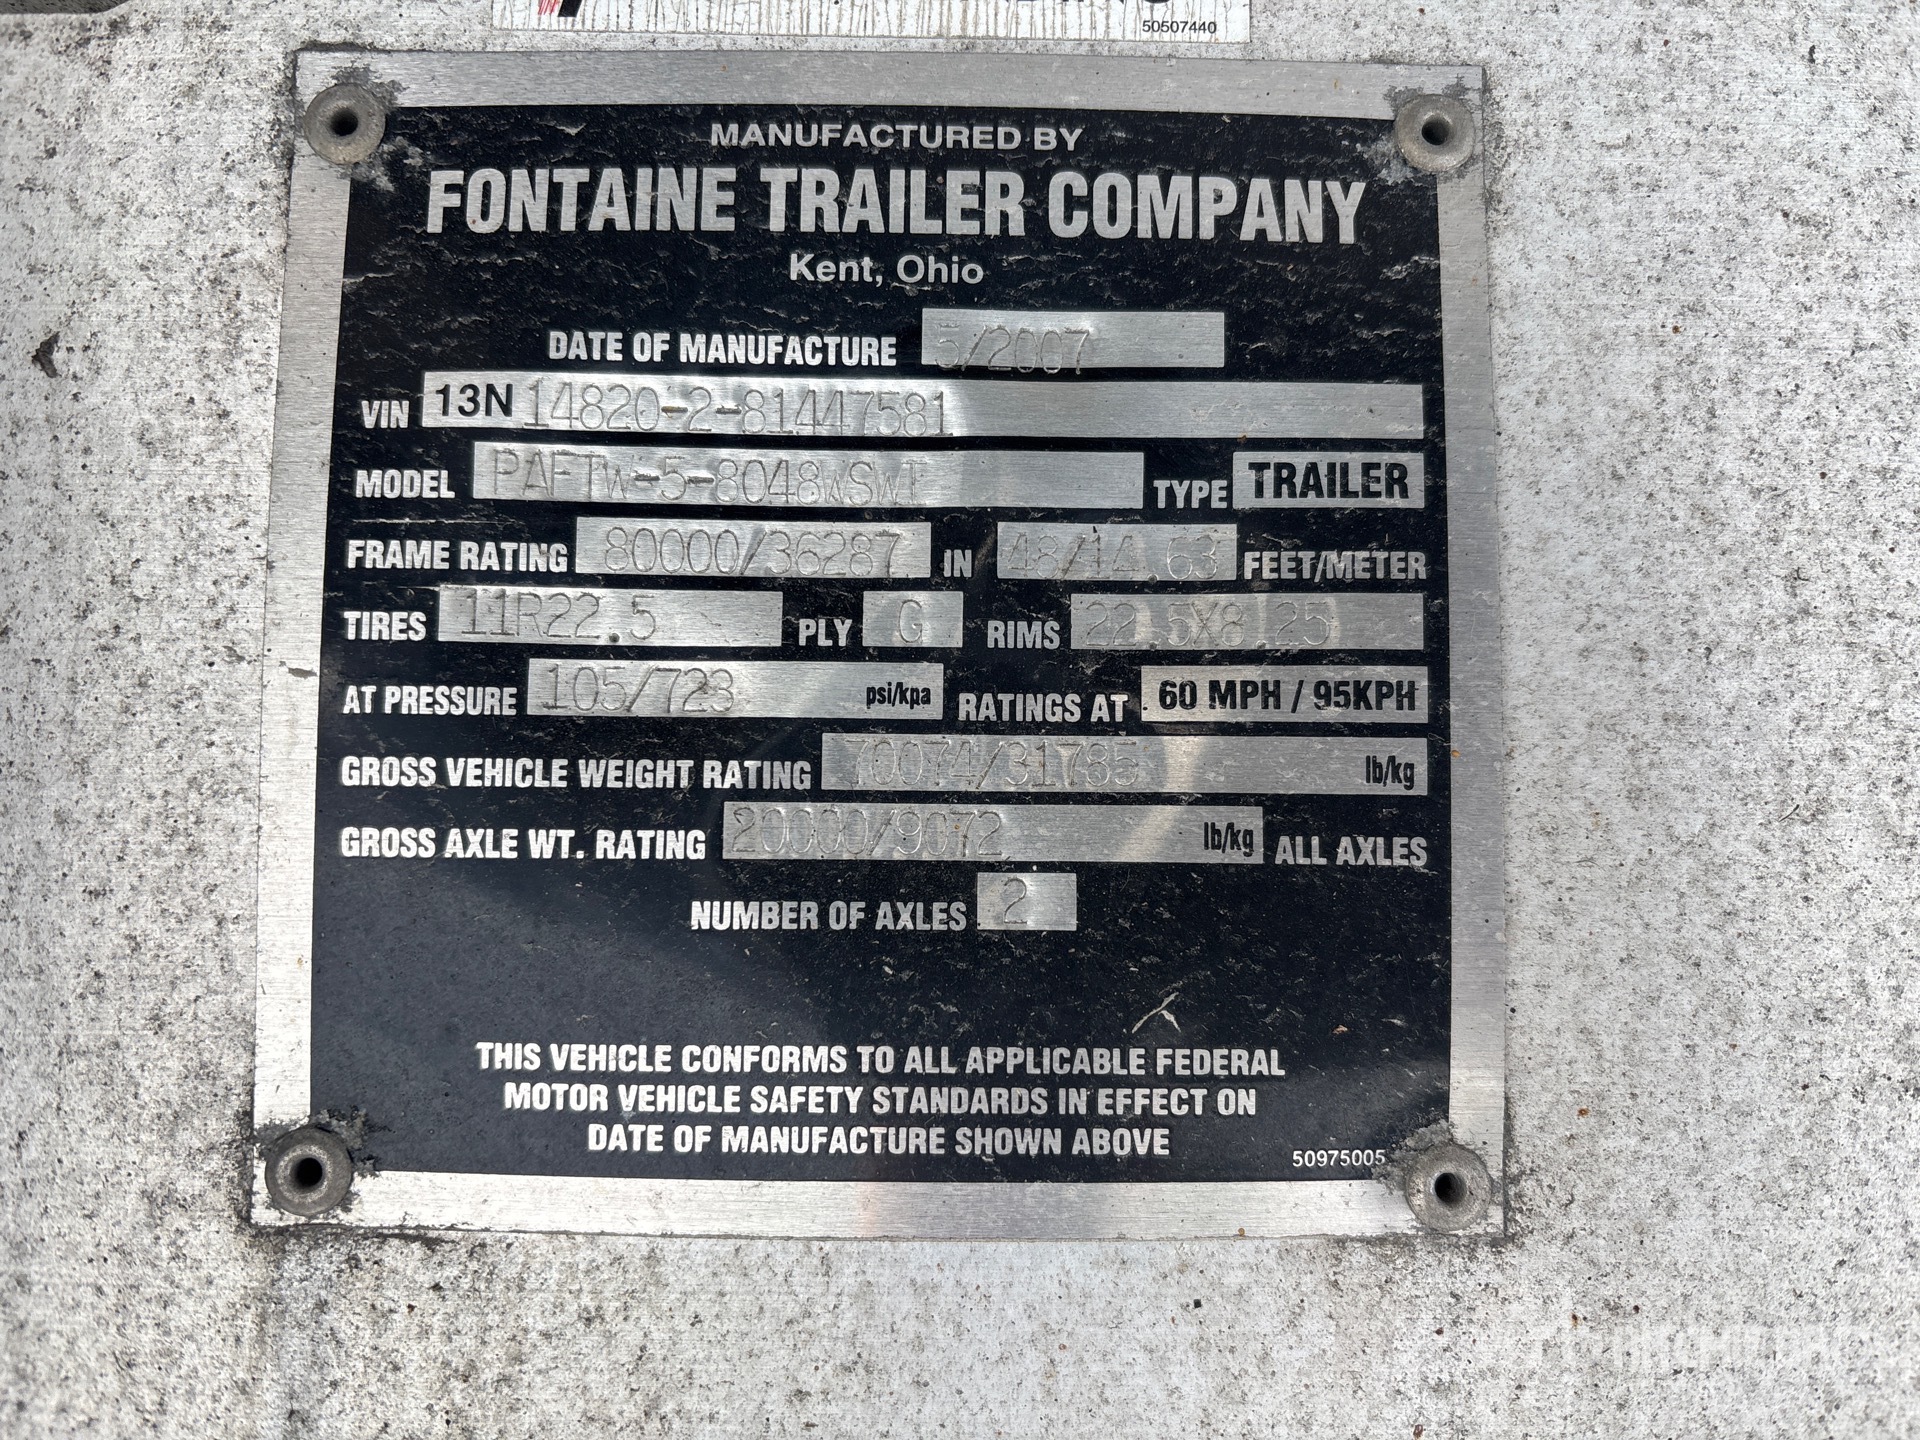 50507440
MANUFACTURED BY
FONTAINE TRAILER COMPANY
Kent, Ohio
DATE OF MANUFACTURE 5/2007
VIN 13N14820-2-81447581
MODEL PAFTW-5-8048WSWT TYPE TRAILER
FRAME RATING 80000/36287 IN 48/14.63 FEET/METER
TIRES 11R22.5 PLY G RIMS 22.5X8.25
AT PRESSURE 105/723 psi/kpa RATINGS AT 60 MPH / 95KPH
GROSS VEHICLE WEIGHT RATING 70074/31785 lb/kg
GROSS AXLE WT. RATING 20000/9072 lb/kg ALL AXLES
NUMBER OF AXLES 2
THIS VEHICLE CONFORMS TO ALL APPLICABLE FEDERAL
MOTOR VEHICLE SAFETY STANDARDS IN EFFECT ON
DATE OF MANUFACTURE SHOWN ABOVE
50975005